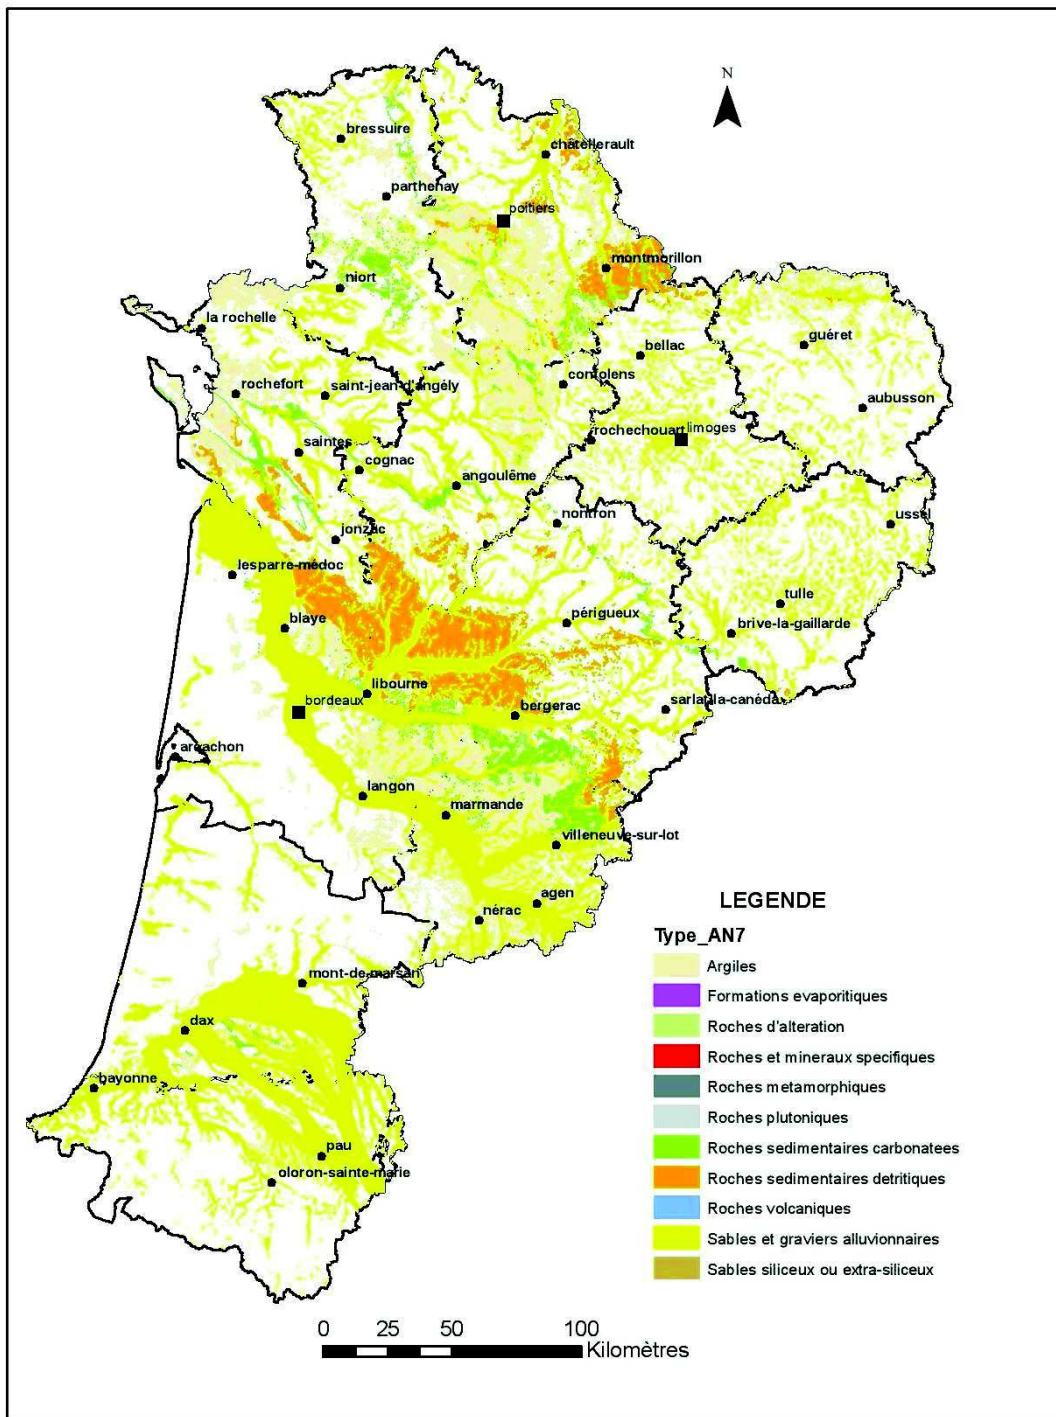 N
bressuire
châtellerault
parthenay
poitiers
montmorillon
niort
la rochelle
guéret
bellac
confolens
rochefort
saint-jean-d'angély
aubusson
rochechouart
limoges
saintes
cognac
angoulême
nontron
ussel
jonzac
lesparre-médoc
tulle
périgueux
blaye
brive-la-gaillarde
libourne
bordeaux
bergerac
sarlat-la-canéda
arcachon
langon
marmande
villeneuve-sur-lot
agen
nérac
mont-de-marsan
dax
bayonne
pau
oloron-sainte-marie
LEGENDE
Type_AN7
Argiles
Formations evaporitiques
Roches d'alteration
Roches et mineraux specifiques
Roches metamorphiques
Roches plutoniques
Roches sedimentaires carbonatees
Roches sedimentaires detritiques
Roches volcaniques
Sables et graviers alluvionnaires
Sables siliceux ou extra-siliceux
0 25 50 100
Kilomètres